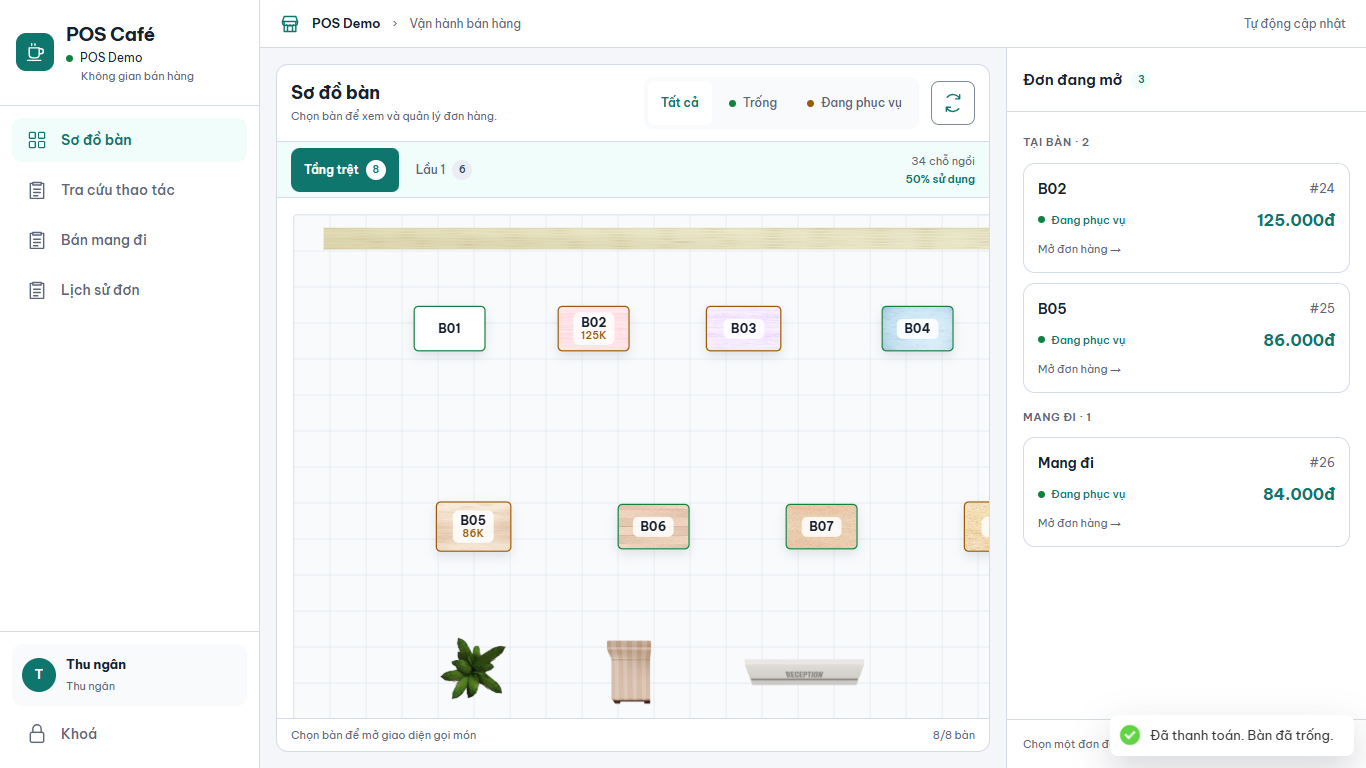 POS Café
POS Demo
Không gian bán hàng
Sơ đồ bàn
Tra cứu thao tác
Bán mang đi
Lịch sử đơn
T
Thu ngân
Thu ngân
Khoá
POS Demo › Vận hành bán hàng
Tự động cập nhật
Sơ đồ bàn
Chọn bàn để xem và quản lý đơn hàng.
Tất cả
Trống
Đang phục vụ
Tầng trệt 8
Lầu 1 6
34 chỗ ngồi
50% sử dụng
B01
B02
125K
B03
B04
B05
86K
B06
B07
RECEPTION
Chọn bàn để mở giao diện gọi món
8/8 bàn
Đơn đang mở 3
TẠI BÀN · 2
B02 #24
Đang phục vụ 125.000đ
Mở đơn hàng →
B05 #25
Đang phục vụ 86.000đ
Mở đơn hàng →
MANG ĐI · 1
Mang đi #26
Đang phục vụ 84.000đ
Mở đơn hàng →
Chọn một đơn
Đã thanh toán. Bàn đã trống.